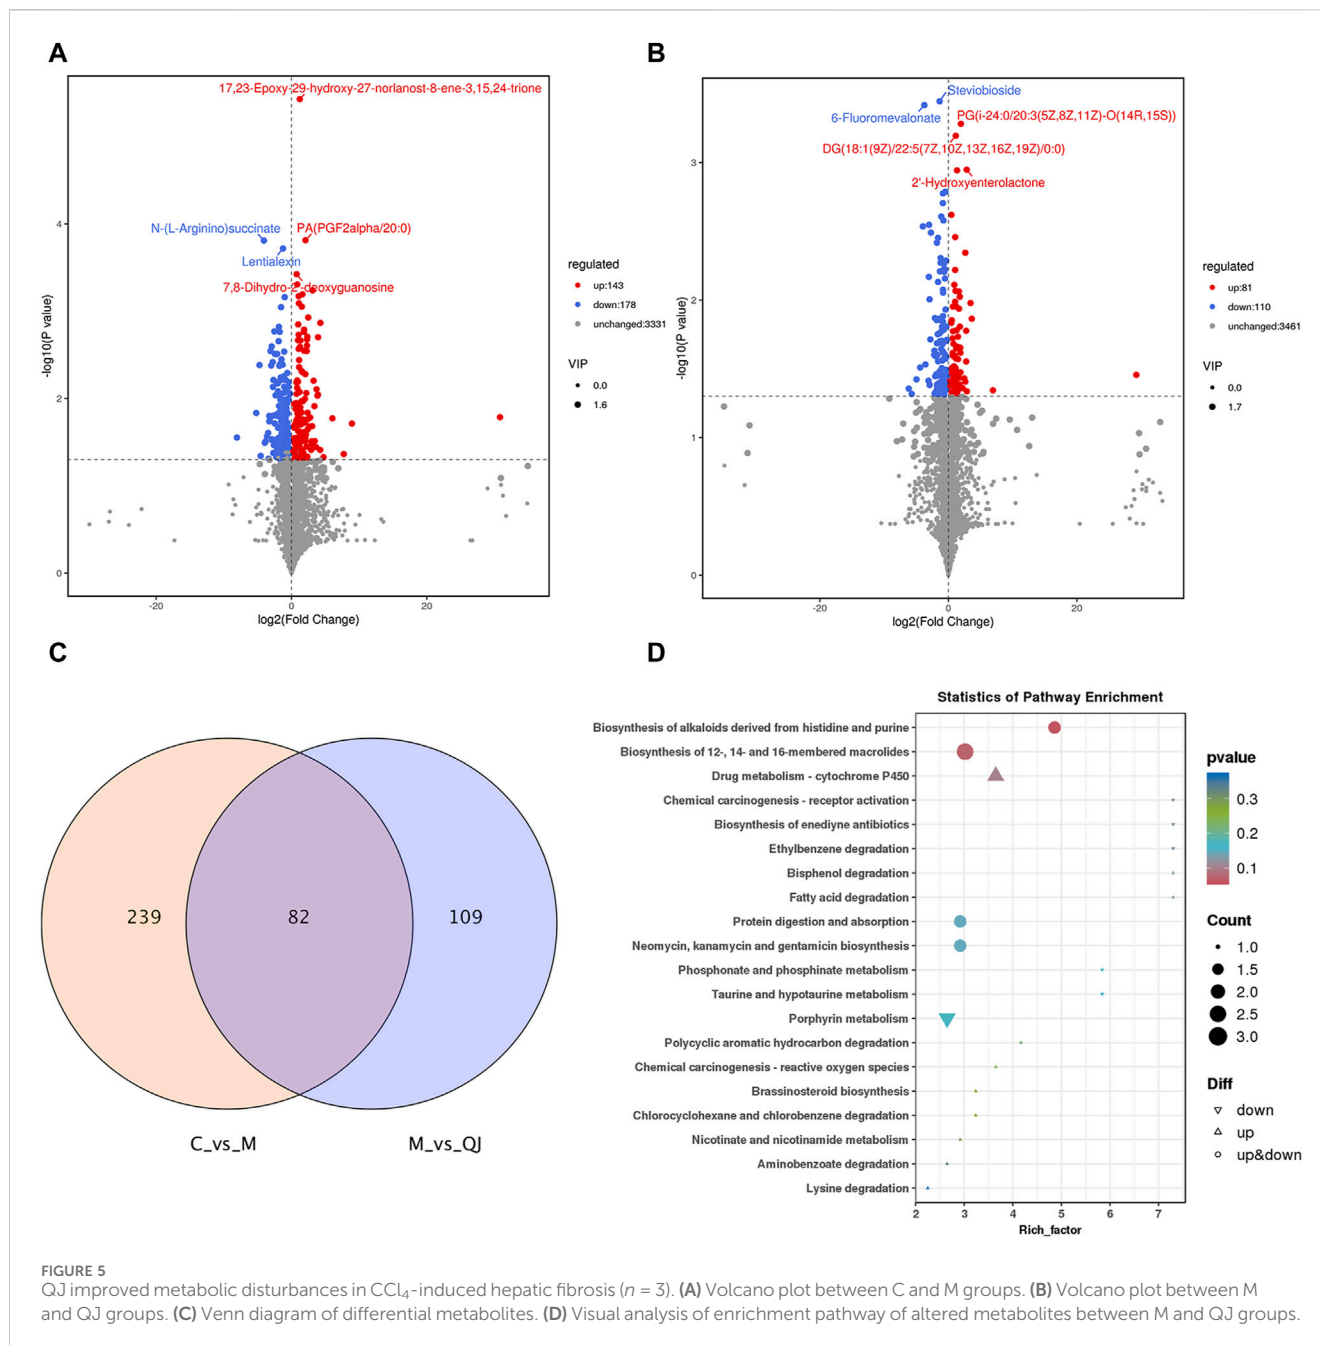 A
17,23-Epoxy-29-hydroxy-27-norlanost-8-ene-3,15,24-trione
N-(L-Arginino)succinate
PA(PGF2alpha/20:0)
Lentialexin
7,8-Dihydro-2'-deoxyguanosine
4
2
0
-log10(P value)
-20
0
20
log2(Fold Change)
regulated
up:143
down:178
unchanged:3331
VIP
0.0
1.6
B
Steviobioside
6-Fluoromevalonate
PG(i-24:0/20:3(5Z,8Z,11Z)-O(14R,15S))
DG(18:1(9Z)/22:5(7Z,10Z,13Z,16Z,19Z)/0:0)
2'-Hydroxyenterolactone
3
2
1
0
-log10(P value)
-20
0
20
log2(Fold Change)
regulated
up:81
down:110
unchanged:3461
VIP
0.0
1.7
C
239
82
109
C_vs_M
M_vs_QJ
D
Statistics of Pathway Enrichment
Biosynthesis of alkaloids derived from histidine and purine
Biosynthesis of 12-, 14- and 16-membered macrolides
Drug metabolism - cytochrome P450
Chemical carcinogenesis - receptor activation
Biosynthesis of enediyne antibiotics
Ethylbenzene degradation
Bisphenol degradation
Fatty acid degradation
Protein digestion and absorption
Neomycin, kanamycin and gentamicin biosynthesis
Phosphonate and phosphinate metabolism
Taurine and hypotaurine metabolism
Porphyrin metabolism
Polycyclic aromatic hydrocarbon degradation
Chemical carcinogenesis - reactive oxygen species
Brassinosteroid biosynthesis
Chlorocyclohexane and chlorobenzene degradation
Nicotinate and nicotinamide metabolism
Aminobenzoate degradation
Lysine degradation
2 3 4 5 6 7
Rich_factor
pvalue
0.3
0.2
0.1
Count
1.0
1.5
2.0
2.5
3.0
Diff
down
up
up&down
FIGURE 5
QJ improved metabolic disturbances in CCL₄-induced hepatic fibrosis (n = 3). (A) Volcano plot between C and M groups. (B) Volcano plot between M
and QJ groups. (C) Venn diagram of differential metabolites. (D) Visual analysis of enrichment pathway of altered metabolites between M and QJ groups.